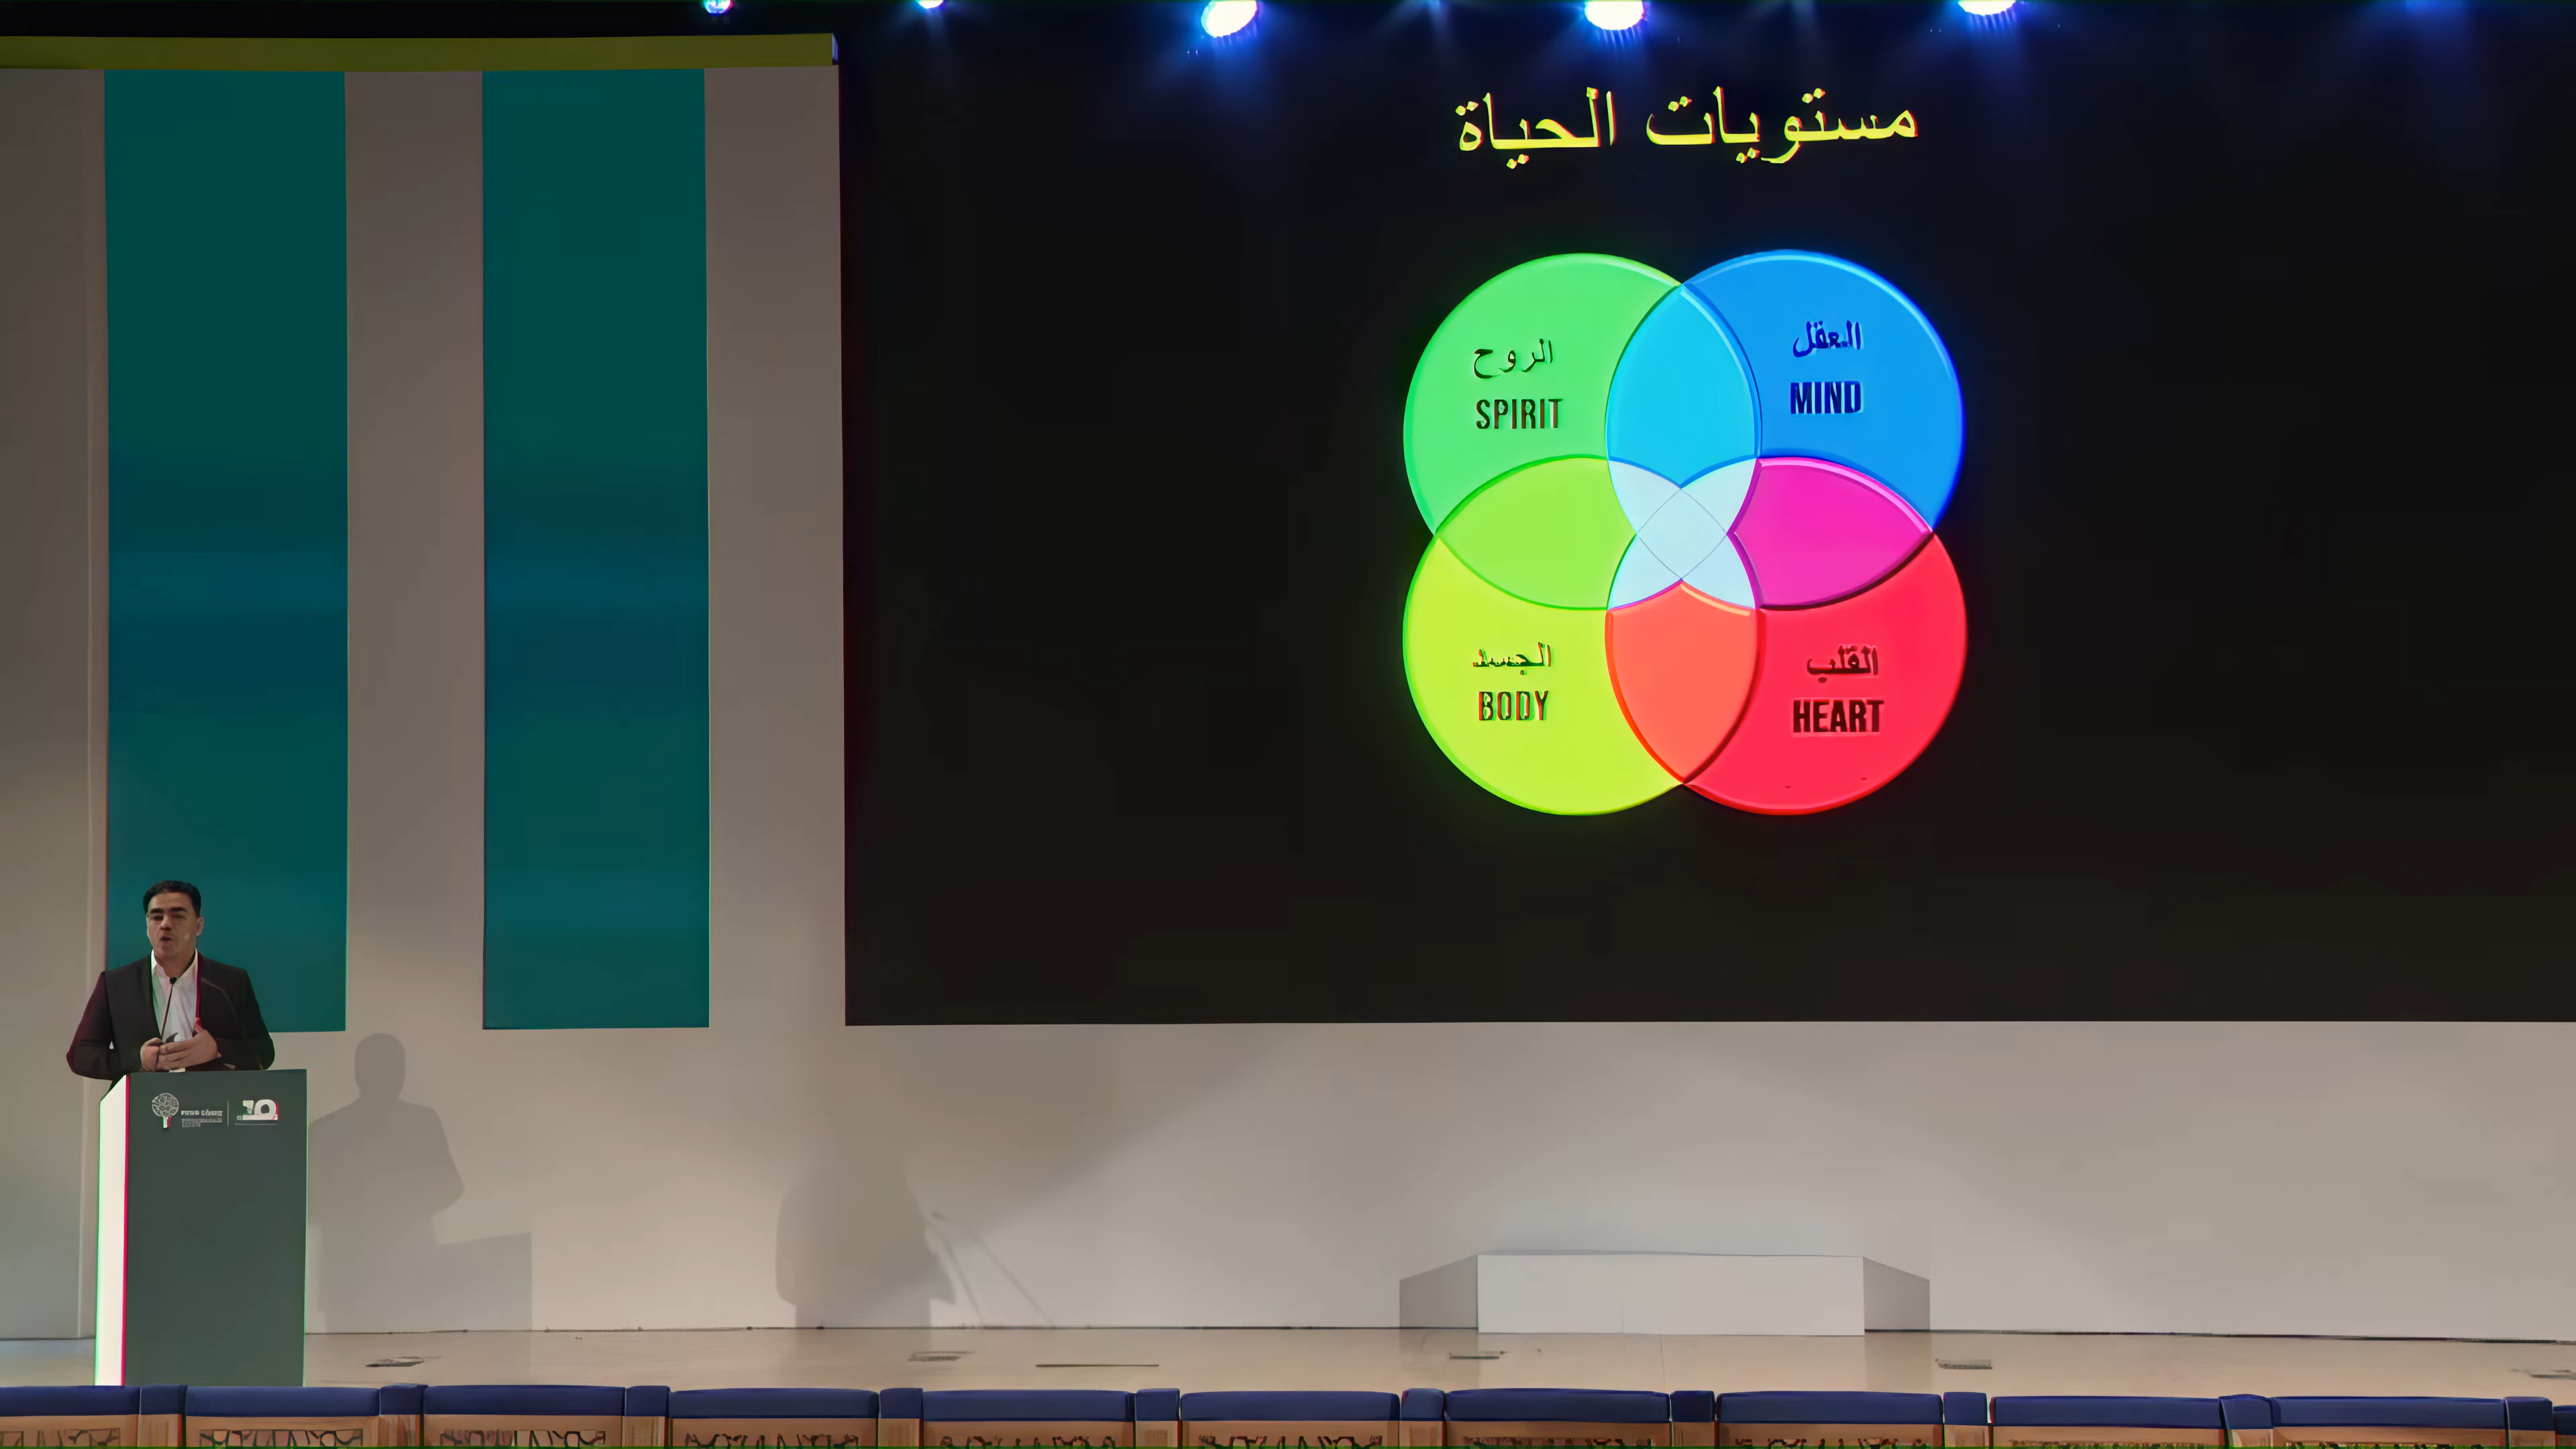 مستويات الحياة
الروح
SPIRIT
العقل
MIND
الجسد
BODY
القلب
HEART